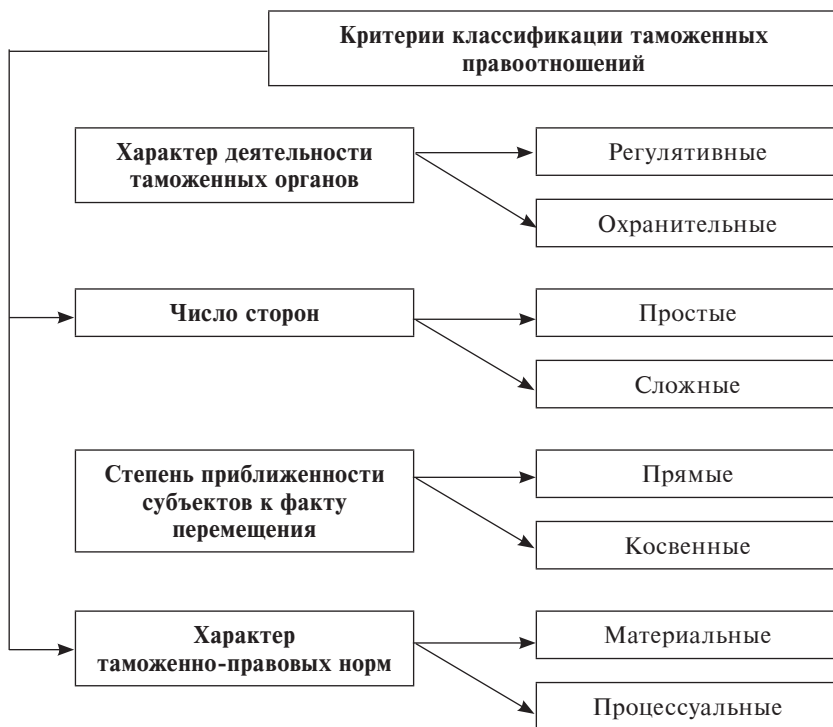 Критерии классификации таможенных
правоотношений
Характер деятельности
таможенных органов
Регулятивные
Охранительные
Число сторон
Простые
Сложные
Степень приближенности
субъектов к факту
перемещения
Прямые
Косвенные
Характер
таможенно-правовых норм
Материальные
Процессуальные